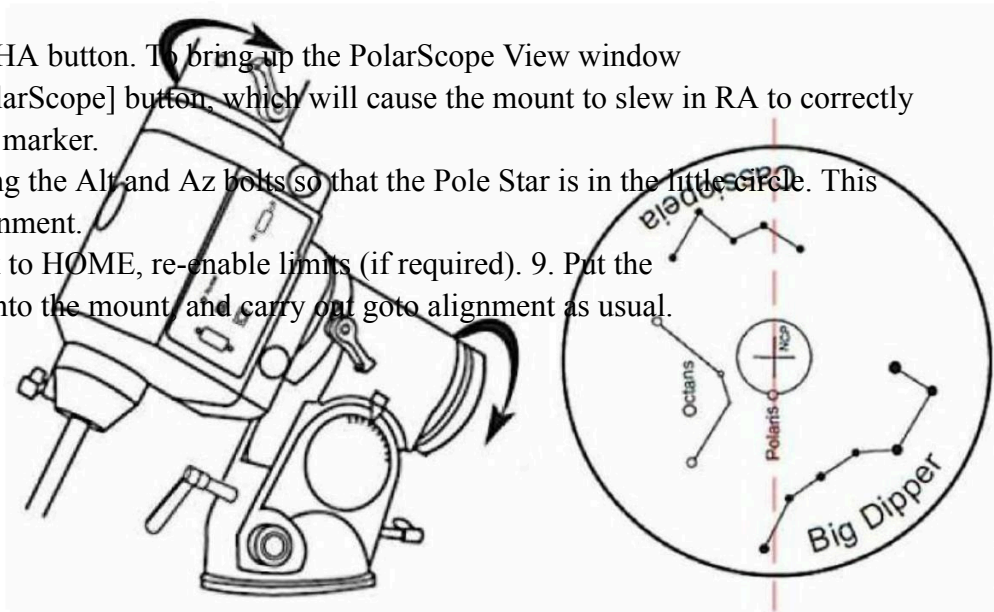 HA button. To bring up the PolarScope View window
larScope] button, which will cause the mount to slew in RA to correctly
marker.
ng the Alt and Az bolts so that the Pole Star is in the little circle. This
nment.
to HOME, re-enable limits (if required). 9. Put the
nto the mount, and carry out goto alignment as usual.
Cassiopeia
NCP
Octans
Polaris
Big Dipper